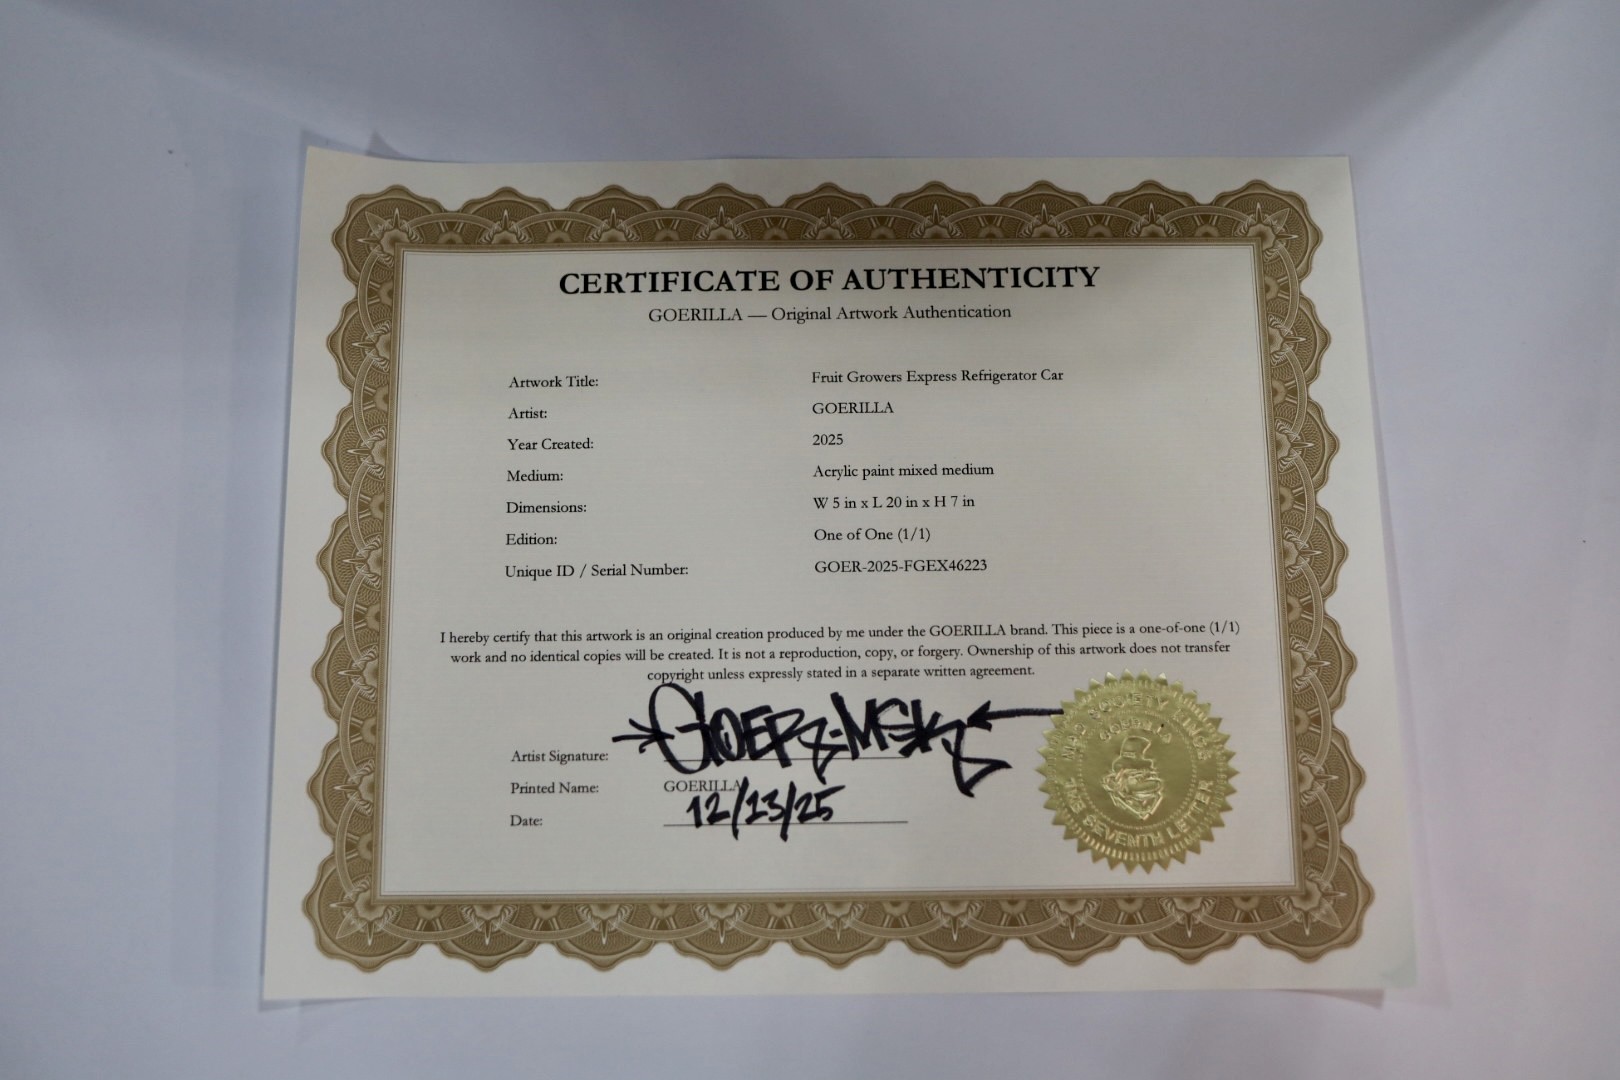 CERTIFICATE OF AUTHENTICITY
GOERILLA — Original Artwork Authentication
Artwork Title: Fruit Growers Express Refrigerator Car
Artist: GOERILLA
Year Created: 2025
Medium: Acrylic paint mixed medium
Dimensions: W 5 in x L 20 in x H 7 in
Edition: One of One (1/1)
Unique ID / Serial Number: GOER-2025-FGEX46223
I hereby certify that this artwork is an original creation produced by me under the GOERILLA brand. This piece is a one-of-one (1/1)
work and no identical copies will be created. It is not a reproduction, copy, or forgery. Ownership of this artwork does not transfer
copyright unless expressly stated in a separate written agreement.
Artist Signature: GOER-MSK
Printed Name: GOERILLA
Date: 12/13/25
MAD SOCIETY KINGS
THE SEVENTH LETTER